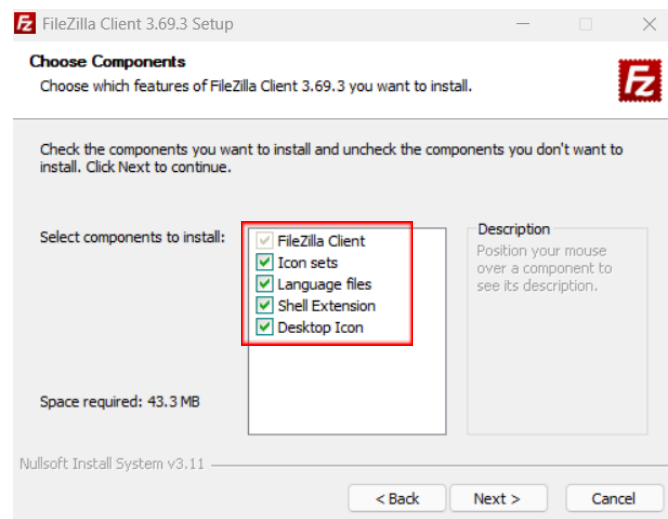 FileZilla Client 3.69.3 Setup
Choose Components
Choose which features of FileZilla Client 3.69.3 you want to install.
Fz
Check the components you want to install and uncheck the components you don't want to
install. Click Next to continue.
Select components to install:
FileZilla Client
Icon sets
Language files
Shell Extension
Desktop Icon
Description
Position your mouse
over a component to
see its description.
Space required: 43.3 MB
Nullsoft Install System v3.11
< Back
Next >
Cancel